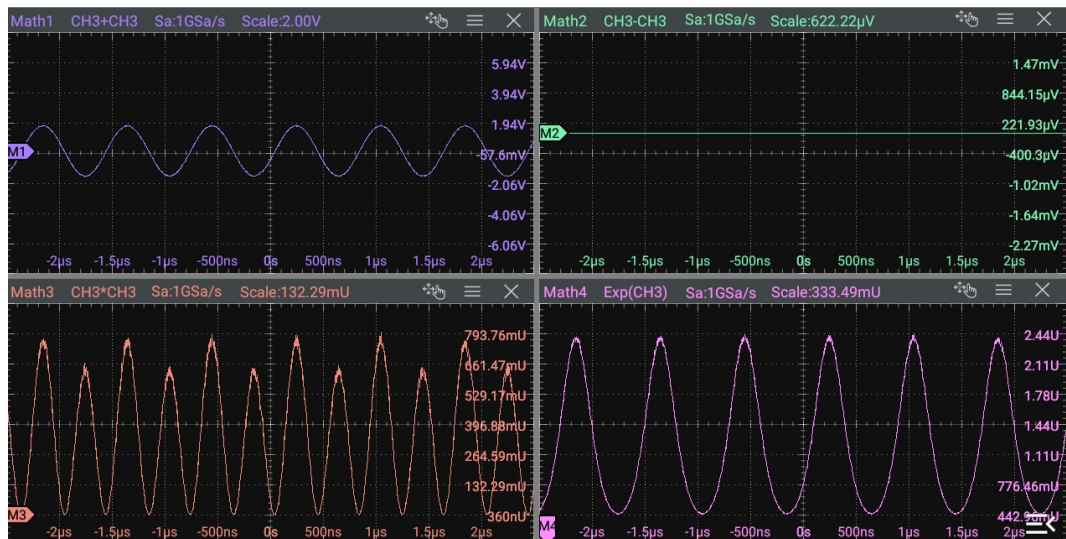 Math1 CH3+CH3 Sa:1GSa/s Scale:2.00V
5.94V
3.94V
1.94V
M1
-57.6mV
-2.06V
-4.06V
-6.06V
-2µs -1.5µs -1µs -500ns 0s 500ns 1µs 1.5µs 2µs
Math2 CH3-CH3 Sa:1GSa/s Scale:622.22µV
1.47mV
844.15µV
221.93µV
M2
-400.3µV
-1.02mV
-1.64mV
-2.27mV
-2µs -1.5µs -1µs -500ns 0s 500ns 1µs 1.5µs 2µs
Math3 CH3*CH3 Sa:1GSa/s Scale:132.29mU
793.76mU
661.47mU
529.17mU
396.88mU
264.59mU
132.29mU
M3
360nU
-2µs -1.5µs -1µs -500ns 0s 500ns 1µs 1.5µs 2µs
Math4 Exp(CH3) Sa:1GSa/s Scale:333.49mU
2.44U
2.11U
1.78U
1.44U
1.11U
776.46mU
442.96mU
M4
-2µs -1.5µs -1µs -500ns 0s 500ns 1µs 1.5µs 2µs